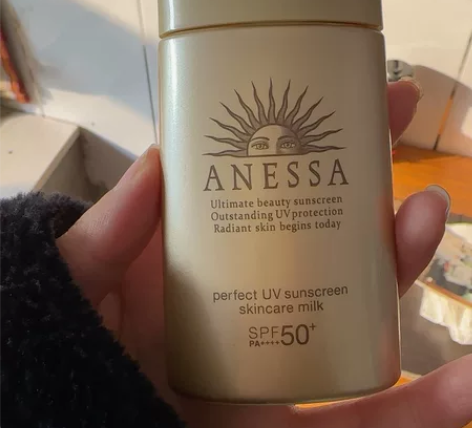 ANESSA
Ultimate beauty sunscreen
Outstanding UV protection
Radiant skin begins today
perfect UV sunscreen
skincare milk
SPF50+
PA++++